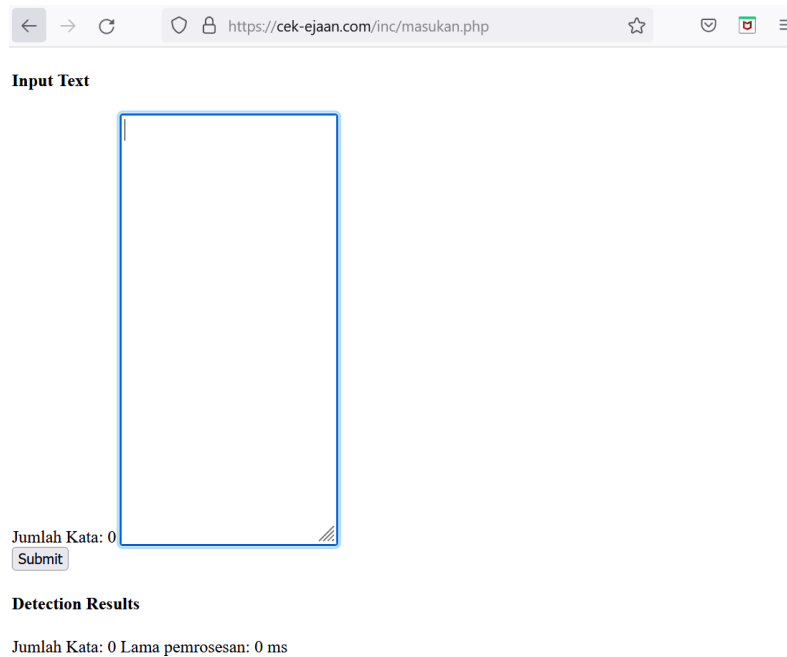 https://cek-ejaan.com/inc/masukan.php
Input Text
Jumlah Kata: 0
Submit
Detection Results
Jumlah Kata: 0 Lama pemrosesan: 0 ms